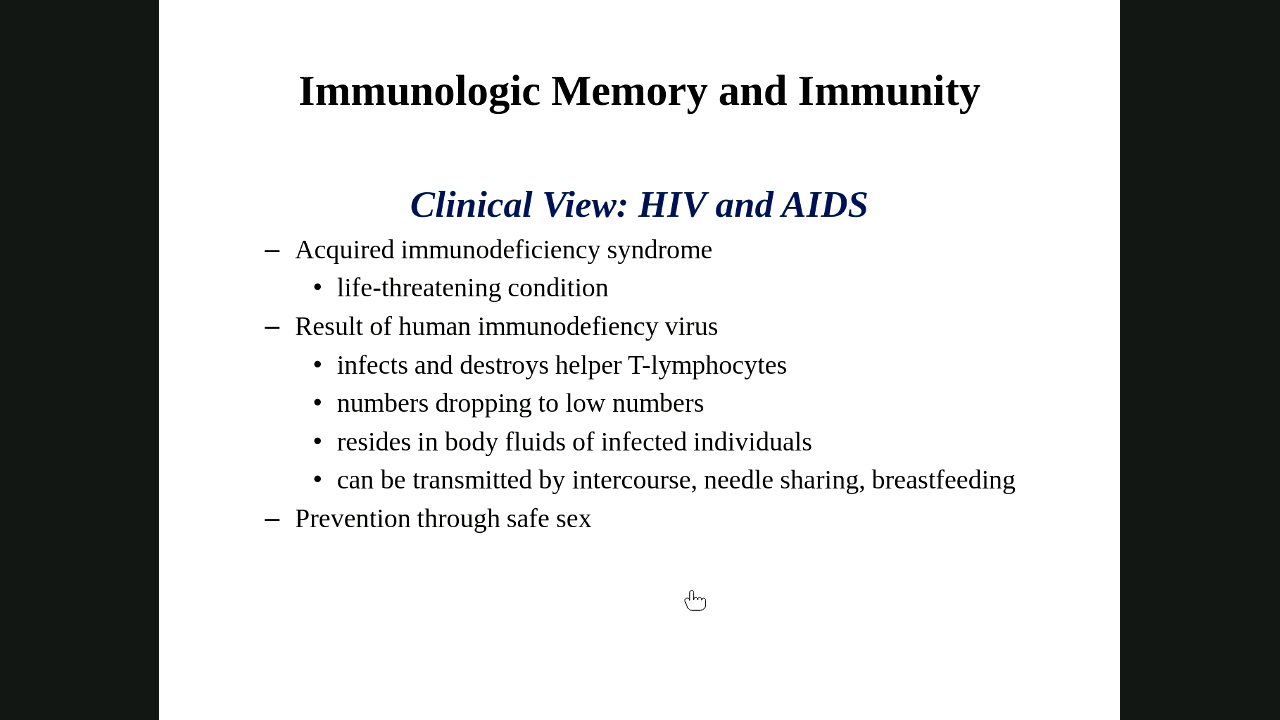 Immunologic Memory and Immunity
Clinical View: HIV and AIDS
– Acquired immunodeficiency syndrome
• life-threatening condition
– Result of human immunodefiency virus
• infects and destroys helper T-lymphocytes
• numbers dropping to low numbers
• resides in body fluids of infected individuals
• can be transmitted by intercourse, needle sharing, breastfeeding
– Prevention through safe sex